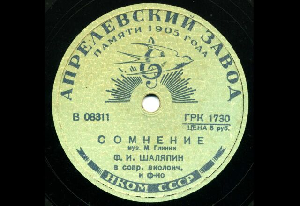 АПРЕЛЕВСКИЙ ЗАВОД
ПАМЯТИ 1905 ГОДА
В 08311
ГРК 1730
ЦЕНА 8 руб.
СОМНЕНИЕ
муз. М. Глинки
Ф. И. ШАЛЯПИН
в сопр. виолонч.
и ф-но
НКОМ СССР